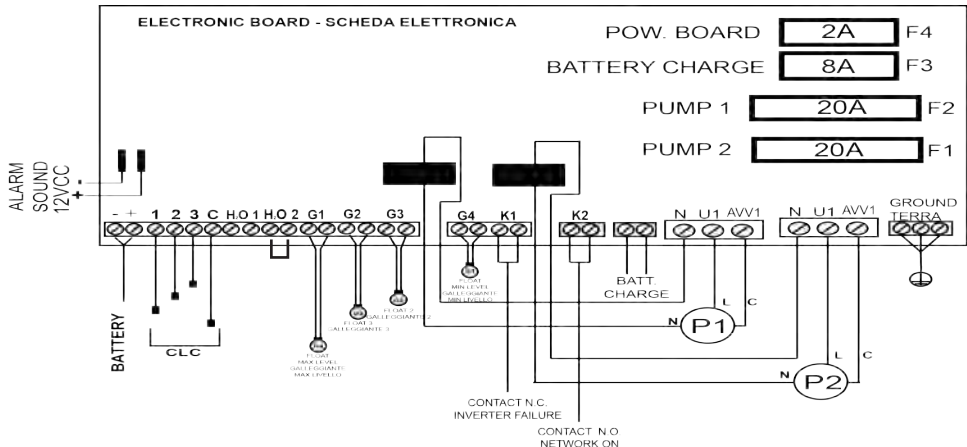 ELECTRONIC BOARD - SCHEDA ELETTRONICA
POW. BOARD 2A F4
BATTERY CHARGE 8A F3
PUMP 1 20A F2
PUMP 2 20A F1
ALARM
SOUND
12VCC
-
+
- + 1 2 3 C H.O 1 H.O 2 G1 G2 G3 G4 K1 K2 N U1 AVV1 N U1 AVV1
GROUND
TERRA
BATTERY
CLC
FLOAT
MAX LEVEL
GALLEGGIANTE
MAX LIVELLO
FLOAT 3
GALLEGGIANTE 3
FLOAT 2
GALLEGGIANTE 2
FLOAT
MIN LEVEL
GALLEGGIANTE
MIN LIVELLO
BATT.
CHARGE
L C
N P1
L C
N P2
CONTACT N.C.
INVERTER FAILURE
CONTACT N.O
NETWORK ON